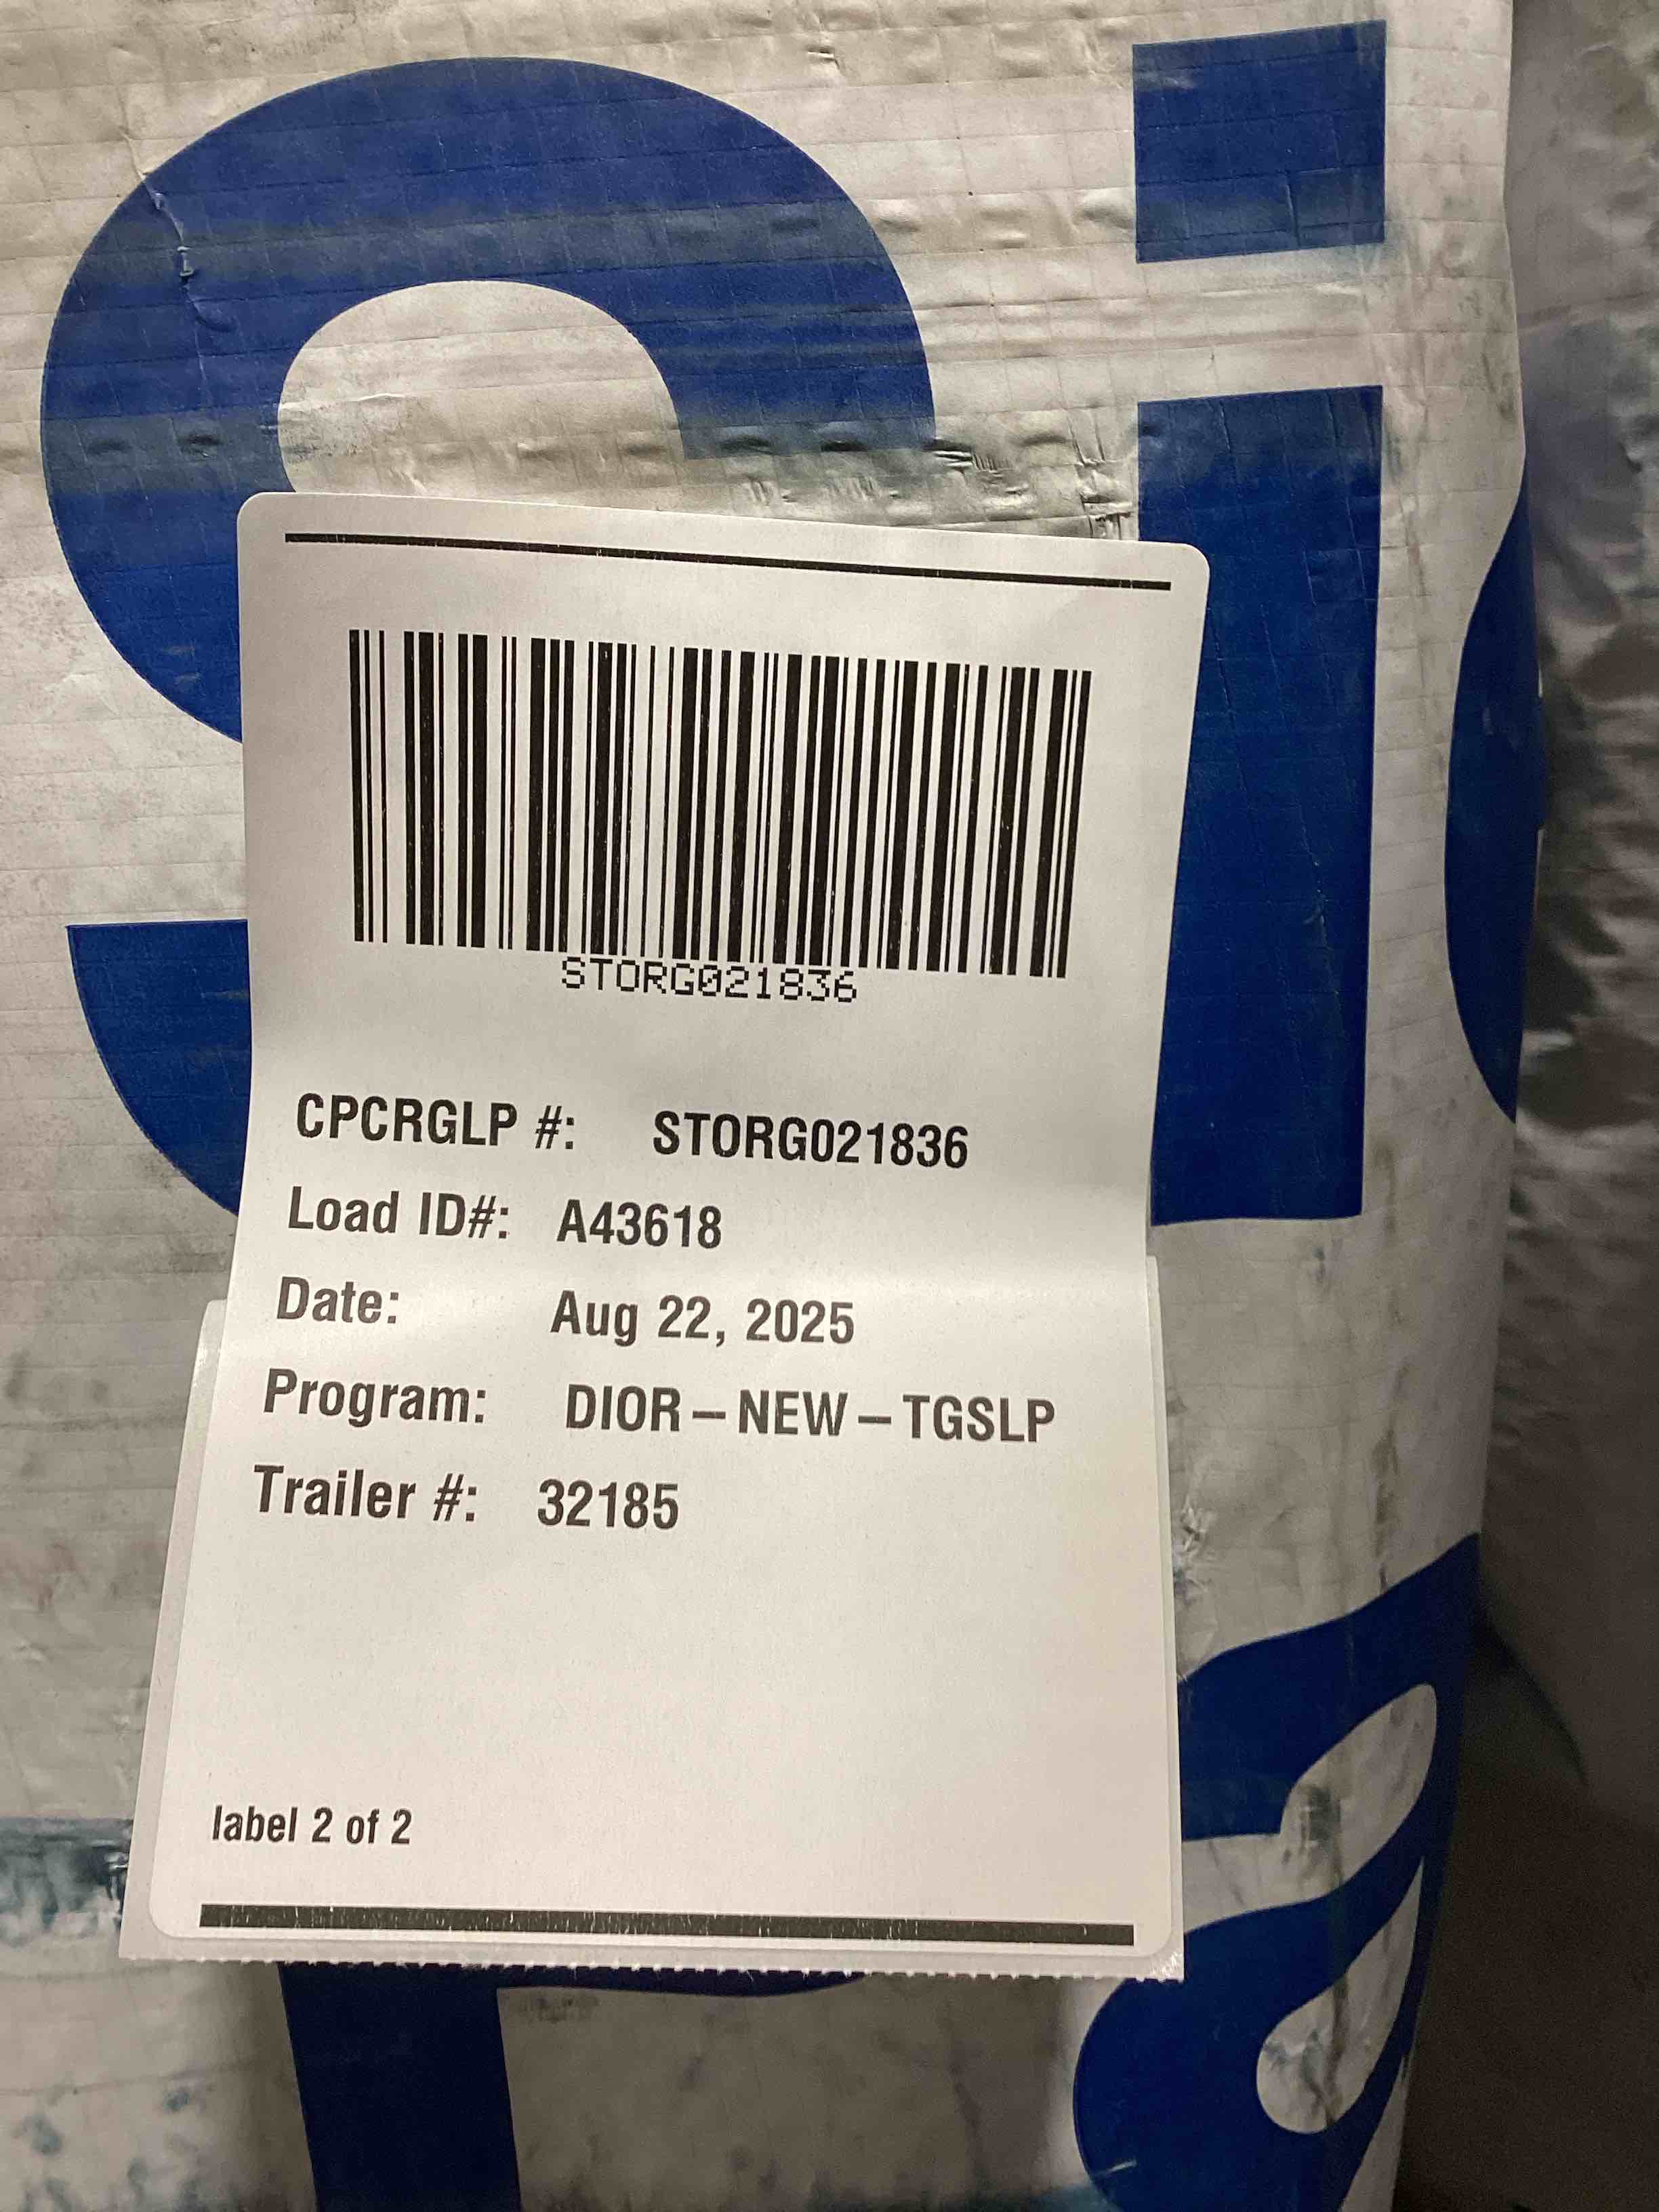 STORG021836
CPCRGLP #: STORG021836
Load ID#: A43618
Date: Aug 22, 2025
Program: DIOR – NEW – TGSLP
Trailer #: 32185
label 2 of 2